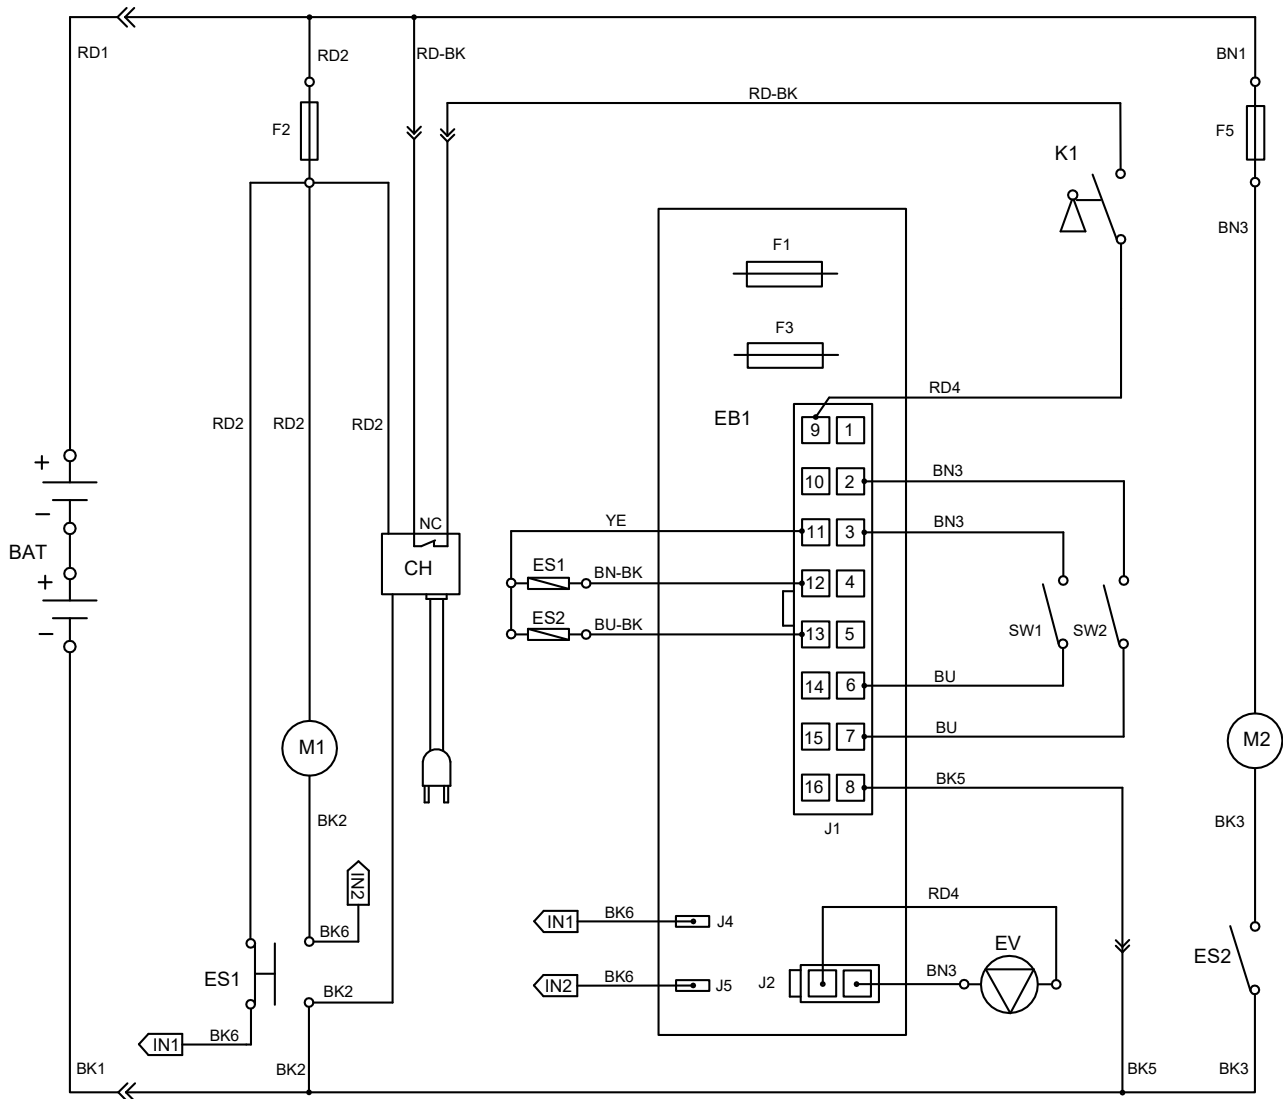 RD1
RD2
RD-BK
BN1
RD-BK
F2
F5
K1
BN3
F1
F3
RD4
EB1
9 1
RD2 RD2 RD2
+
10 2
BN3
−
NC
YE
11 3
BN3
BAT
CH
ES1
BN-BK
12 4
+
ES2
BU-BK
13 5
SW1 SW2
−
14 6
BU
15 7
BU
M1
M2
16 8
BK5
J1
BK2
BK3
IN2
RD4
IN1
BK6
J4
BK6
EV
ES1
ES2
IN2
BK6
J5
J2
BN3
BK2
IN1
BK6
BK1
BK2
BK5
BK3